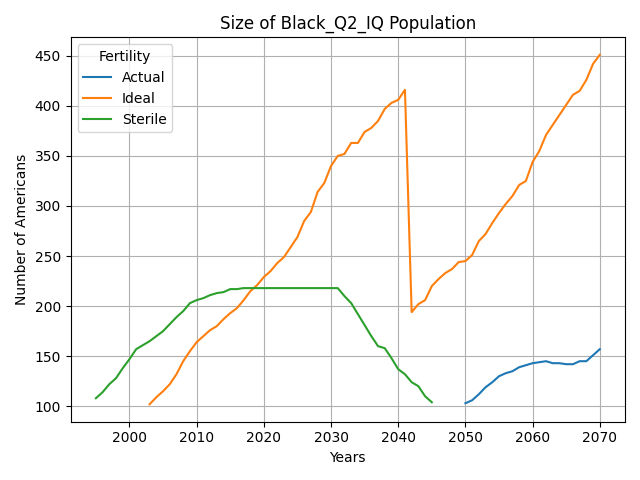 Size of Black_Q2_IQ Population
Fertility
Actual
Ideal
Sterile
Number of Americans
450
400
350
300
250
200
150
100
2000 2010 2020 2030 2040 2050 2060 2070
Years